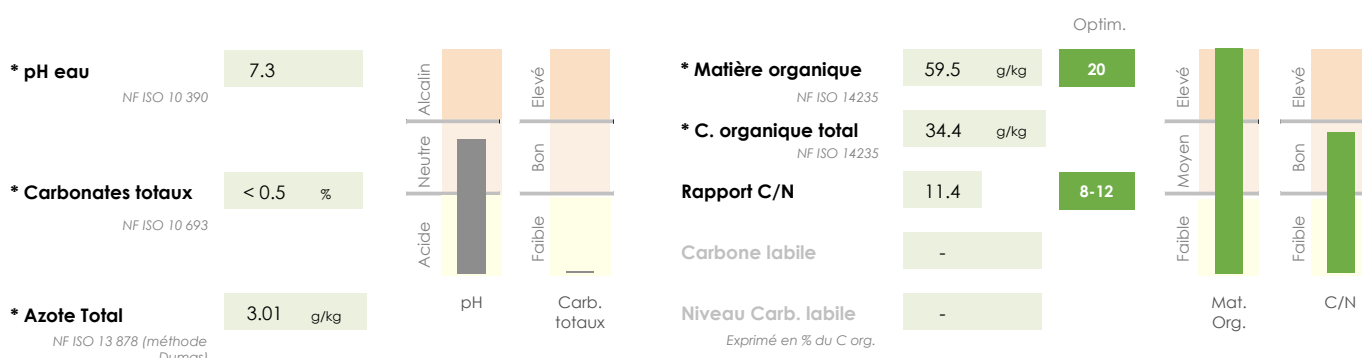 Optim.
* pH eau 7.3
NF ISO 10 390
* Carbonates totaux < 0.5 %
NF ISO 10 693
* Azote Total 3.01 g/kg
NF ISO 13 878 (méthode
Dumas)
Alcalin
Neutre
Acide
pH
Elevé
Bon
Faible
Carb.
totaux
* Matière organique 59.5 g/kg 20
NF ISO 14235
* C. organique total 34.4 g/kg
NF ISO 14235
Rapport C/N 11.4 8-12
Carbone labile -
Niveau Carb. labile -
Exprimé en % du C org.
Elevé
Moyen
Faible
Mat.
Org.
Elevé
Bon
Faible
C/N